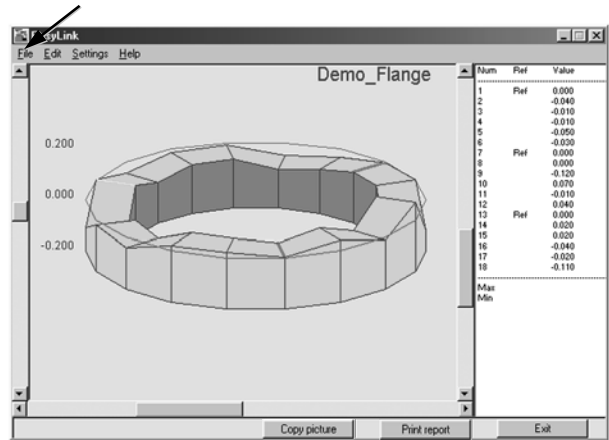 EasyLink
File Edit Settings Help
Demo_Flange
0.200
0.000
-0.200
Num Ref Value
1 Ref 0.000
2 -0.040
3 -0.010
4 -0.010
5 -0.050
6 -0.030
7 Ref 0.000
8 0.000
9 -0.120
10 0.070
11 -0.010
12 0.040
13 Ref 0.000
14 0.020
15 0.020
16 -0.040
17 -0.020
18 -0.110
Max
Min
Copy picture Print report Exit